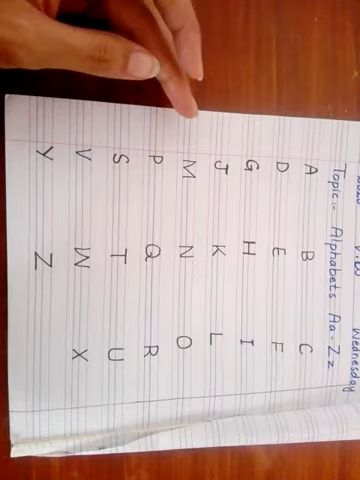 Wednesday
Topic:- Alphabets Aa-Zz
A B C
D E F
G H I
J K L
M N O
P Q R
S T U
V W X
Y Z